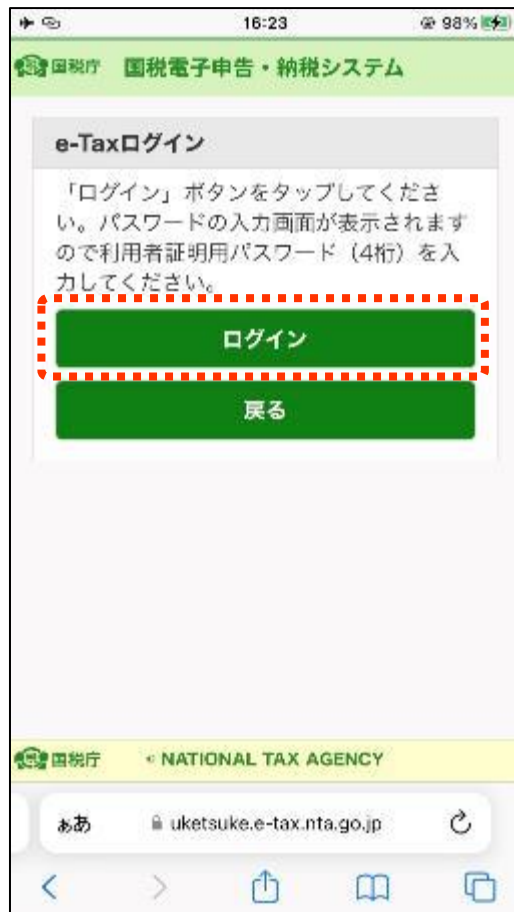 16:23
98%
国税庁 国税電子申告・納税システム
e-Taxログイン
「ログイン」ボタンをタップしてくださ
い。パスワードの入力画面が表示されます
ので利用者証明用パスワード（4桁）を入
力してください。
ログイン
戻る
国税庁 © NATIONAL TAX AGENCY
ぁあ uketsuke.e-tax.nta.go.jp